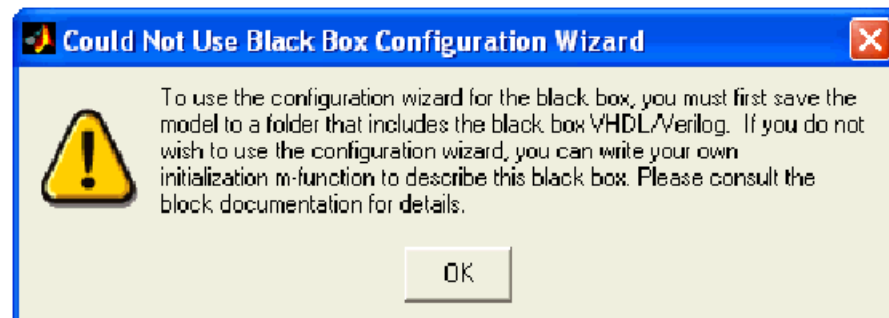 Could Not Use Black Box Configuration Wizard
To use the configuration wizard for the black box, you must first save the
model to a folder that includes the black box VHDL/Verilog. If you do not
wish to use the configuration wizard, you can write your own
initialization m-function to describe this black box. Please consult the
block documentation for details.
OK